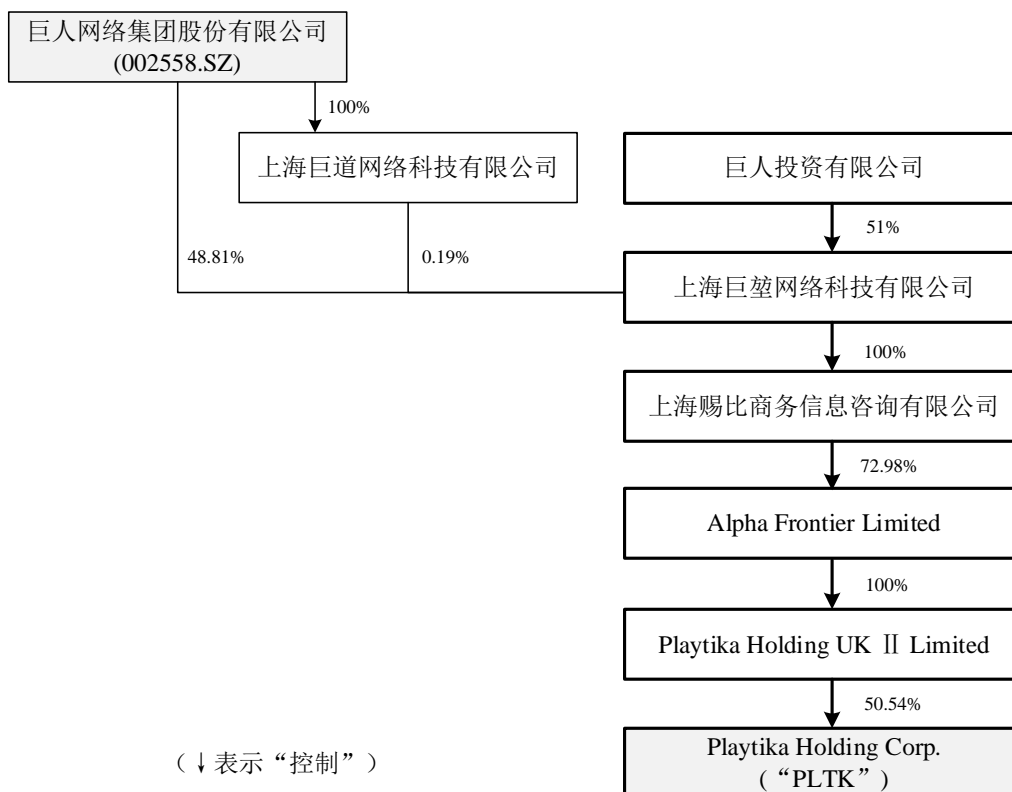 巨人网络集团股份有限公司
(002558.SZ)
100%
上海巨道网络科技有限公司
巨人投资有限公司
48.81%
0.19%
51%
上海巨堃网络科技有限公司
100%
上海赐比商务信息咨询有限公司
72.98%
Alpha Frontier Limited
100%
Playtika Holding UK Ⅱ Limited
50.54%
Playtika Holding Corp.
(“PLTK”)
(↓表示“控制”)